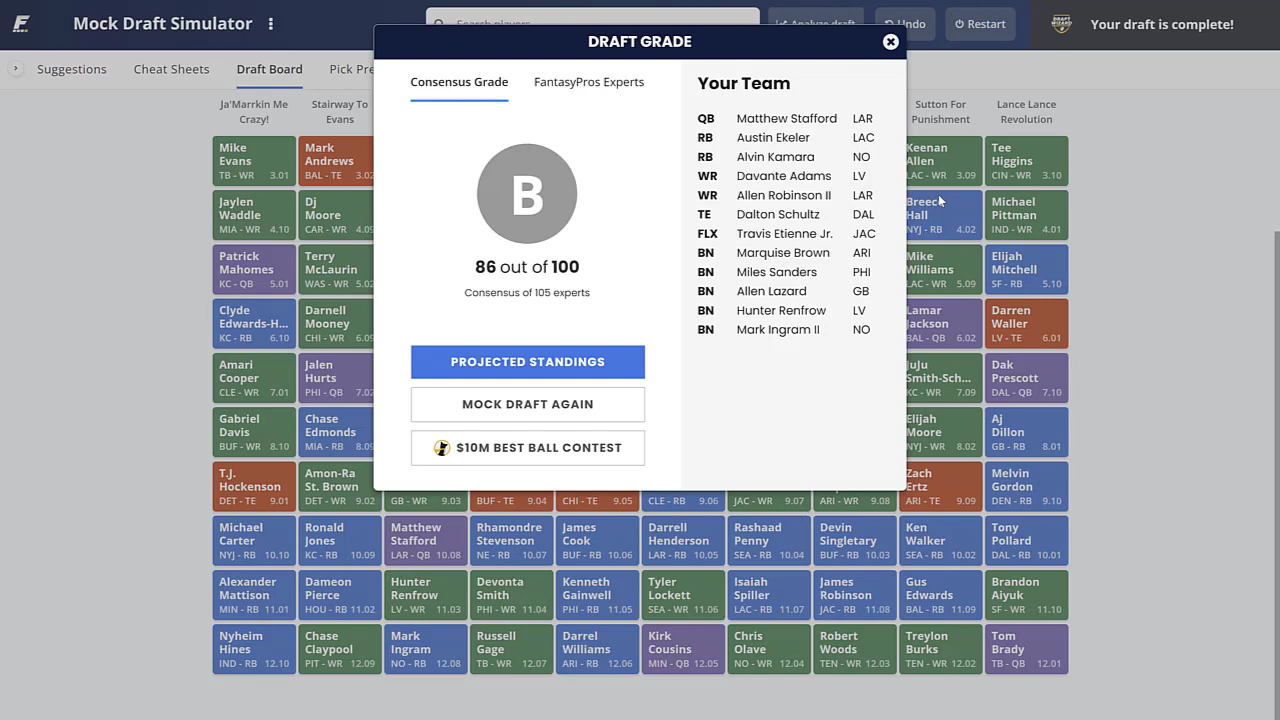 Mock Draft Simulator
Search players
Analyze draft
Undo
Restart
DRAFT WIZARD
Your draft is complete!
Suggestions
Cheat Sheets
Draft Board
Pick Pre
DRAFT GRADE
Consensus Grade
FantasyPros Experts
B
86 out of 100
Consensus of 105 experts
PROJECTED STANDINGS
MOCK DRAFT AGAIN
$10M BEST BALL CONTEST
Your Team
QB Matthew Stafford LAR
RB Austin Ekeler LAC
RB Alvin Kamara NO
WR Davante Adams LV
WR Allen Robinson II LAR
TE Dalton Schultz DAL
FLX Travis Etienne Jr. JAC
BN Marquise Brown ARI
BN Miles Sanders PHI
BN Allen Lazard GB
BN Hunter Renfrow LV
BN Mark Ingram II NO
Ja'Marrkin Me
Crazy!
Stairway To
Evans
Sutton For
Punishment
Lance Lance
Revolution
Mike
Evans
TB - WR 3.01
Mark
Andrews
BAL - TE 3.02
Keenan
Allen
LAC - WR 3.09
Tee
Higgins
CIN - WR 3.10
Jaylen
Waddle
MIA - WR 4.10
Dj
Moore
CAR - WR 4.09
Breece
Hall
NYJ - RB 4.02
Michael
Pittman
IND - WR 4.01
Patrick
Mahomes
KC - QB 5.01
Terry
McLaurin
WAS - WR 5.02
Mike
Williams
LAC - WR 5.09
Elijah
Mitchell
SF - RB 5.10
Clyde
Edwards-H...
KC - RB 6.10
Darnell
Mooney
CHI - WR 6.09
Lamar
Jackson
BAL - QB 6.02
Darren
Waller
LV - TE 6.01
Amari
Cooper
CLE - WR 7.01
Jalen
Hurts
PHI - QB 7.02
JuJu
Smith-Sch...
KC - WR 7.09
Dak
Prescott
DAL - QB 7.10
Gabriel
Davis
BUF - WR 8.10
Chase
Edmonds
MIA - RB 8.09
Elijah
Moore
NYJ - WR 8.02
Aj
Dillon
GB - RB 8.01
T.J.
Hockenson
DET - TE 9.01
Amon-Ra
St. Brown
DET - WR 9.02
GB - WR 9.03
BUF - TE 9.04
CHI - TE 9.05
CLE - RB 9.06
JAC - WR 9.07
ARI - WR 9.08
Zach
Ertz
ARI - TE 9.09
Melvin
Gordon
DEN - RB 9.10
Michael
Carter
NYJ - RB 10.10
Ronald
Jones
KC - RB 10.09
Matthew
Stafford
LAR - QB 10.08
Rhamondre
Stevenson
NE - RB 10.07
James
Cook
BUF - RB 10.06
Darrell
Henderson
LAR - RB 10.05
Rashaad
Penny
SEA - RB 10.04
Devin
Singletary
BUF - RB 10.03
Ken
Walker
SEA - RB 10.02
Tony
Pollard
DAL - RB 10.01
Alexander
Mattison
MIN - RB 11.01
Dameon
Pierce
HOU - RB 11.02
Hunter
Renfrow
LV - WR 11.03
Devonta
Smith
PHI - WR 11.04
Kenneth
Gainwell
PHI - RB 11.05
Tyler
Lockett
SEA - WR 11.06
Isaiah
Spiller
LAC - RB 11.07
James
Robinson
JAC - RB 11.08
Gus
Edwards
BAL - RB 11.09
Brandon
Aiyuk
SF - WR 11.10
Nyheim
Hines
IND - RB 12.10
Chase
Claypool
PIT - WR 12.09
Mark
Ingram
NO - RB 12.08
Russell
Gage
TB - WR 12.07
Darrel
Williams
ARI - RB 12.06
Kirk
Cousins
MIN - QB 12.05
Chris
Olave
NO - WR 12.04
Robert
Woods
TEN - WR 12.03
Treylon
Burks
TEN - WR 12.02
Tom
Brady
TB - QB 12.01